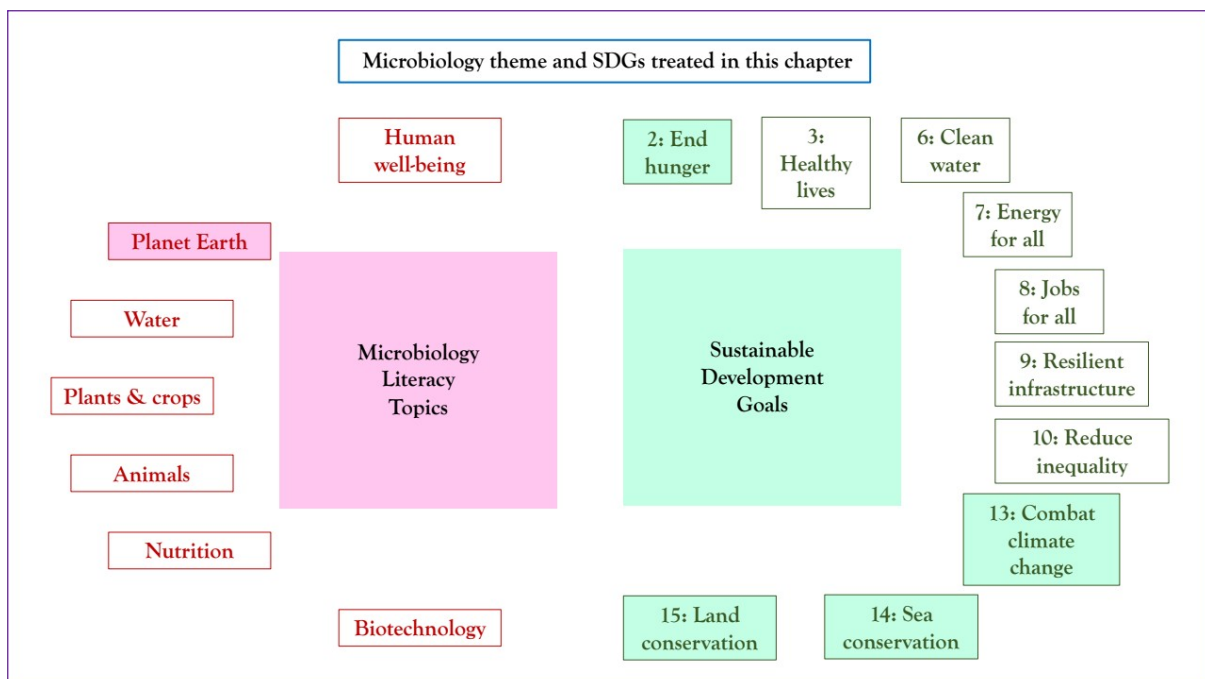 Microbiology theme and SDGs treated in this chapter
Human
well-being
Planet Earth
Water
Plants & crops
Animals
Nutrition
Biotechnology
Microbiology
Literacy
Topics
Sustainable
Development
Goals
2: End
hunger
3:
Healthy
lives
6: Clean
water
7: Energy
for all
8: Jobs
for all
9: Resilient
infrastructure
10: Reduce
inequality
13: Combat
climate
change
14: Sea
conservation
15: Land
conservation